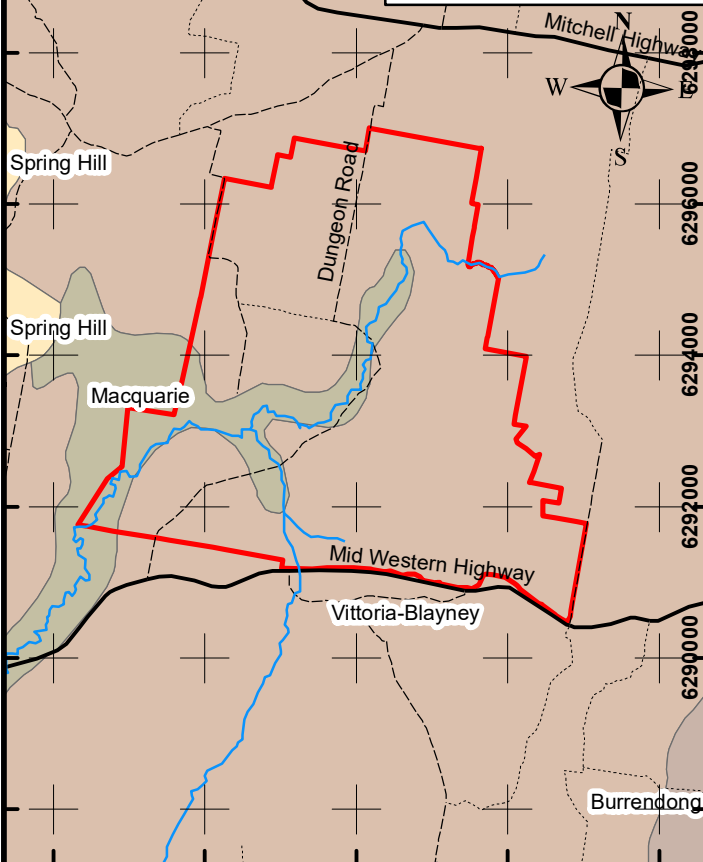 Mitchell Highway
N
W
E
S
6298000
Spring Hill
Dungeon Road
6296000
Spring Hill
6294000
Macquarie
6292000
Mid Western Highway
Vittoria-Blayney
6290000
Burrendong